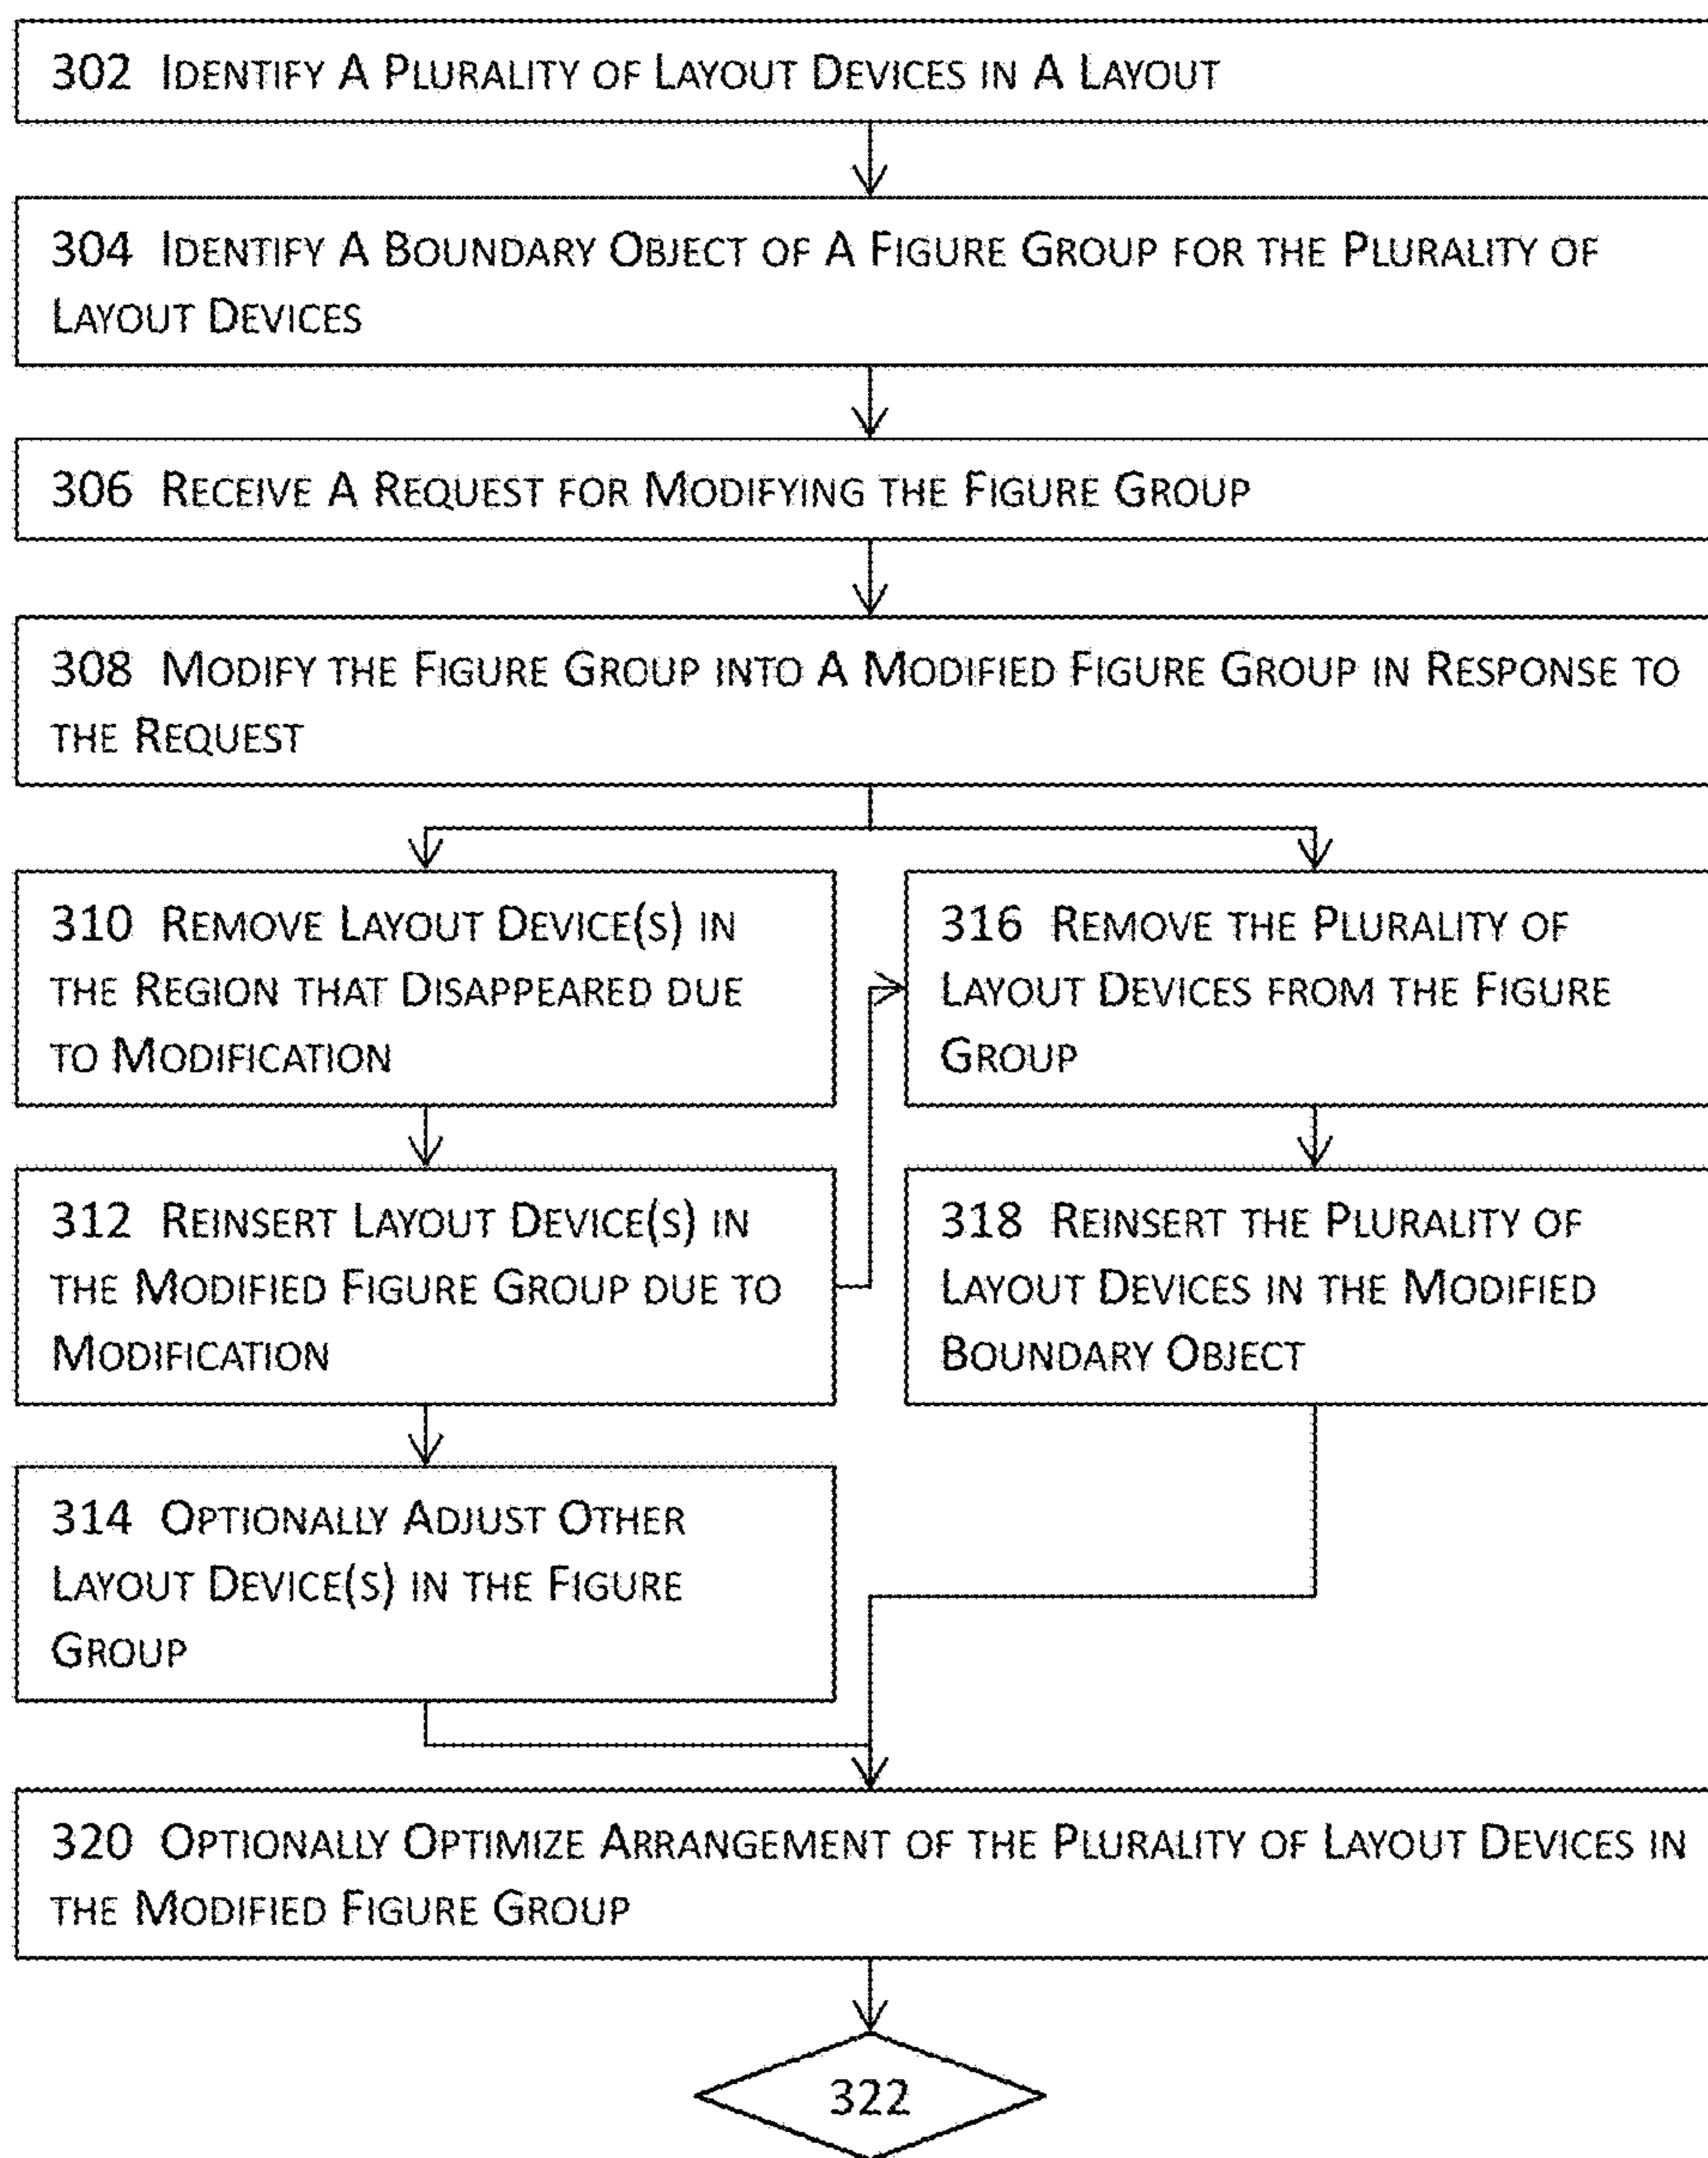 302 Identify A Plurality of Layout Devices in A Layout
304 Identify A Boundary Object of A Figure Group for the Plurality of
Layout Devices
306 Receive A Request for Modifying the Figure Group
308 Modify the Figure Group into A Modified Figure Group in Response to
the Request
310 Remove Layout Device(s) in
the Region that Disappeared due
to Modification
312 Reinsert Layout Device(s) in
the Modified Figure Group due to
Modification
314 Optionally Adjust Other
Layout Device(s) in the Figure
Group
316 Remove the Plurality of
Layout Devices from the Figure
Group
318 Reinsert the Plurality of
Layout Devices in the Modified
Boundary Object
320 Optionally Optimize Arrangement of the Plurality of Layout Devices in
the Modified Figure Group
322